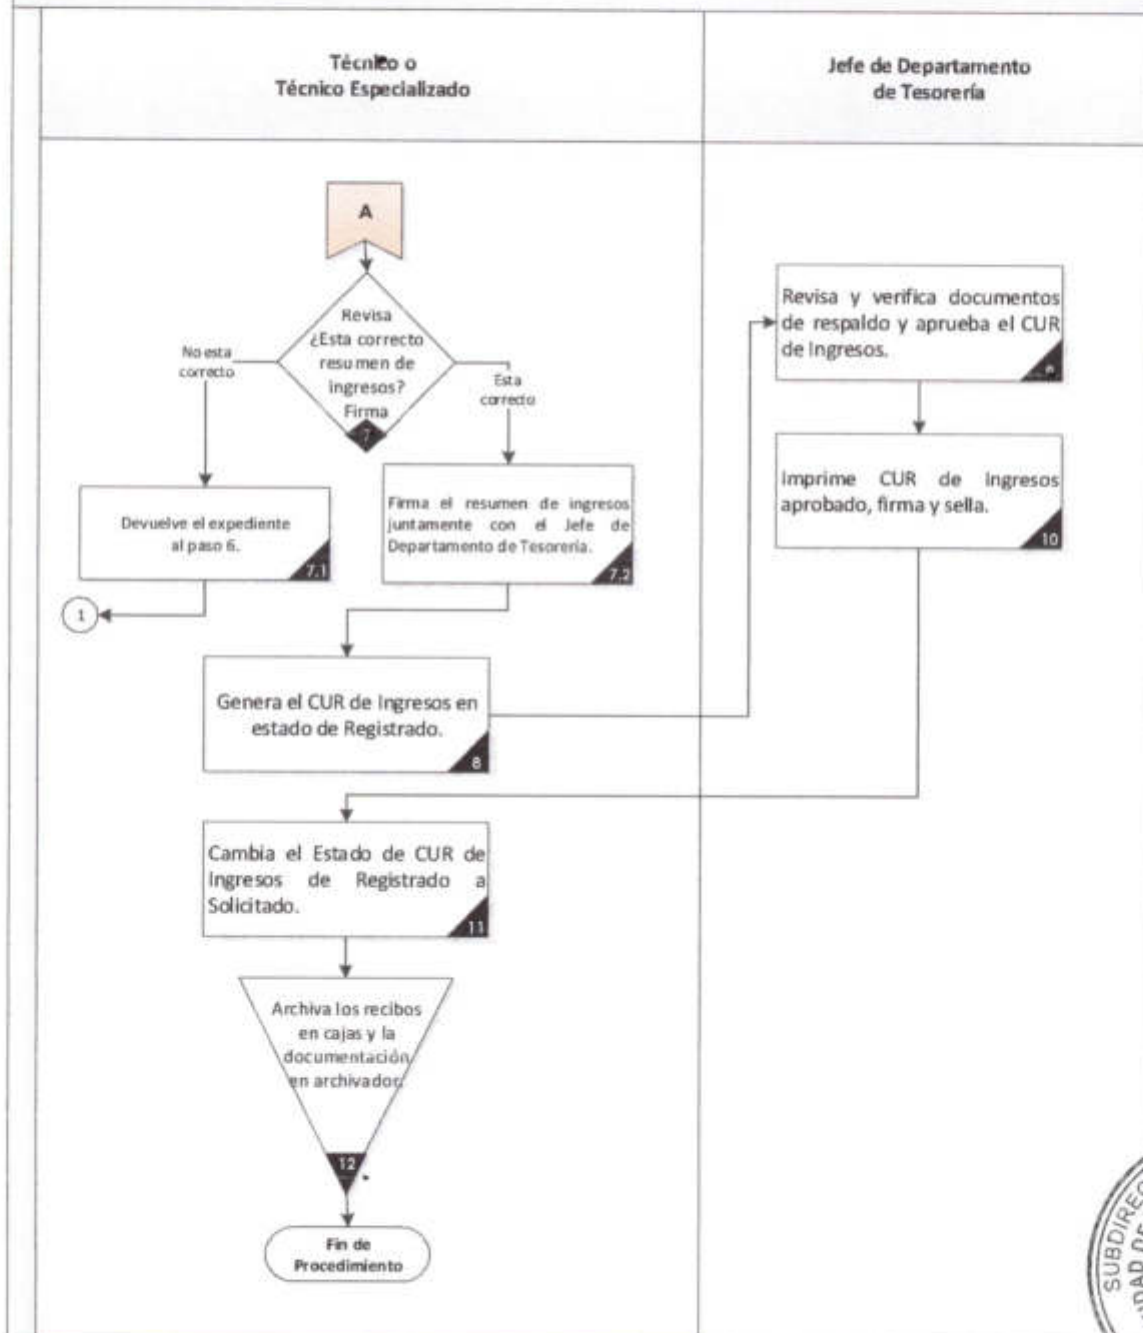 Técnico o
Técnico Especializado
Jefe de Departamento
de Tesorería
A
Revisa
¿Esta correcto
resumen de
ingresos?
Firma
7
No esta
correcto
Esta
correcto
Devuelve el expediente
al paso 6.
7.1
1
Firma el resumen de ingresos
juntamente con el Jefe de
Departamento de Tesorería.
7.2
Genera el CUR de Ingresos en
estado de Registrado.
8
Revisa y verifica documentos
de respaldo y aprueba el CUR
de Ingresos.
Imprime CUR de Ingresos
aprobado, firma y sella.
10
Cambia el Estado de CUR de
Ingresos de Registrado a
Solicitado.
11
Archiva los recibos
en cajas y la
documentación
en archivador.
12
Fin de
Procedimiento